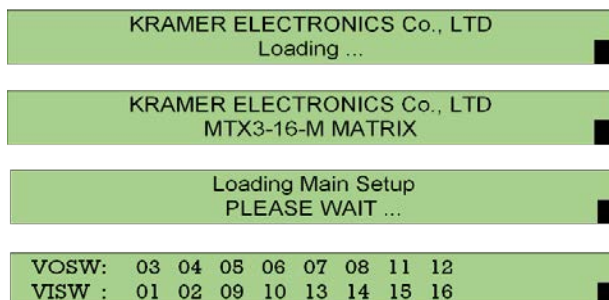 KRAMER ELECTRONICS Co., LTD
Loading ...
KRAMER ELECTRONICS Co., LTD
MTX3-16-M MATRIX
Loading Main Setup
PLEASE WAIT ...
VOSW: 03 04 05 06 07 08 11 12
VISW : 01 02 09 10 13 14 15 16